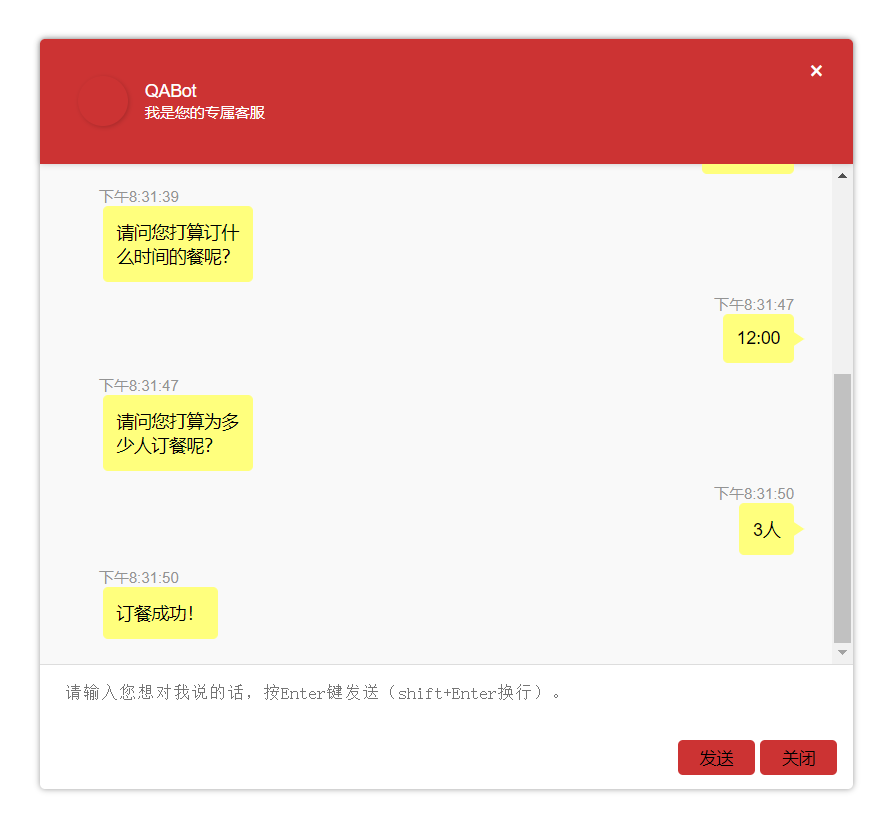 QABot
×
我是您的专属客服
下午8:31:39
请问您打算订什
么时间的餐呢?
下午8:31:47
12:00
下午8:31:47
请问您打算为多
少人订餐呢?
下午8:31:50
3人
下午8:31:50
订餐成功!
请输入您想对我说的话，按Enter键发送（shift+Enter换行）。
发送 关闭